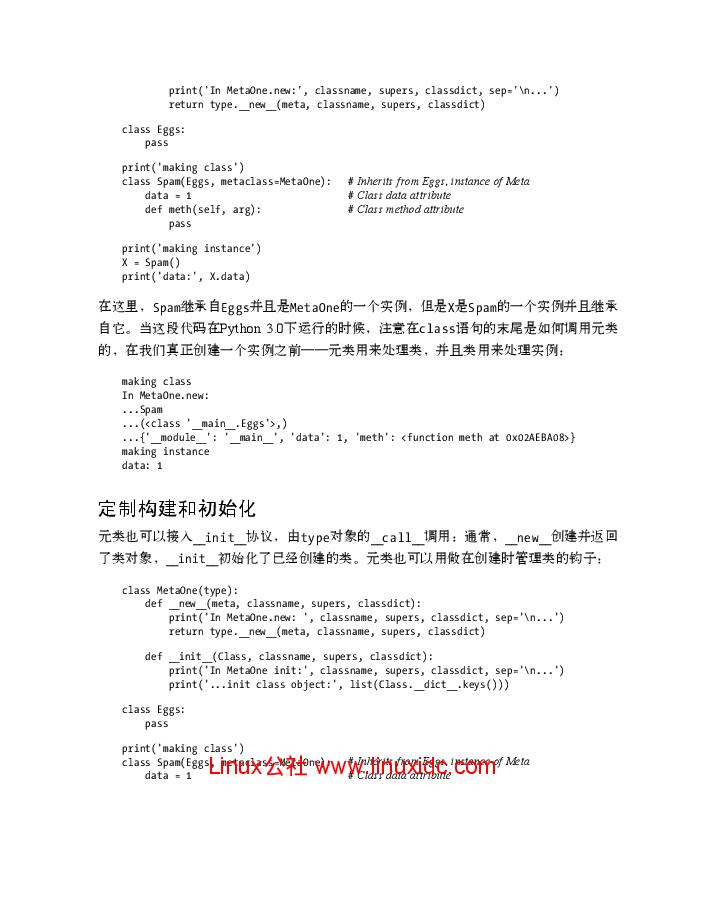 print('In MetaOne.new:', classname, supers, classdict, sep='\n...')
        return type.__new__(meta, classname, supers, classdict)
class Eggs:
    pass
print('making class')
class Spam(Eggs, metaclass=MetaOne):   # Inherits from Eggs, instance of Meta
    data = 1                           # Class data attribute
    def meth(self, arg):               # Class method attribute
        pass
print('making instance')
X = Spam()
print('data:', X.data)
在这里，Spam继承自Eggs并且是MetaOne的一个实例，但是X是Spam的一个实例并且继承
自它。当这段代码在Python 3.0下运行的时候，注意在class语句的末尾是如何调用元类
的，在我们真正创建一个实例之前——元类用来处理类，并且类用来处理实例：
making class
In MetaOne.new:
...Spam
...(<class '__main__.Eggs'>,)
...{'__module__': '__main__', 'data': 1, 'meth': <function meth at 0x02AEBA08>}
making instance
data: 1
定制构建和初始化
元类也可以接入__init__协议，由type对象的__call__调用：通常，__new__创建并返回
了类对象，__init__初始化了已经创建的类。元类也可以用做在创建时管理类的钩子：
class MetaOne(type):
    def __new__(meta, classname, supers, classdict):
        print('In MetaOne.new: ', classname, supers, classdict, sep='\n...')
        return type.__new__(meta, classname, supers, classdict)
    def __init__(Class, classname, supers, classdict):
        print('In MetaOne init:', classname, supers, classdict, sep='\n...')
        print('...init class object:', list(Class.__dict__.keys()))
class Eggs:
    pass
print('making class')
class Spam(Eggs, metaclass=MetaOne):   # Inherits from Eggs, instance of Meta
    data = 1                           # Class data attribute
Linux公社 www.linuxidc.com